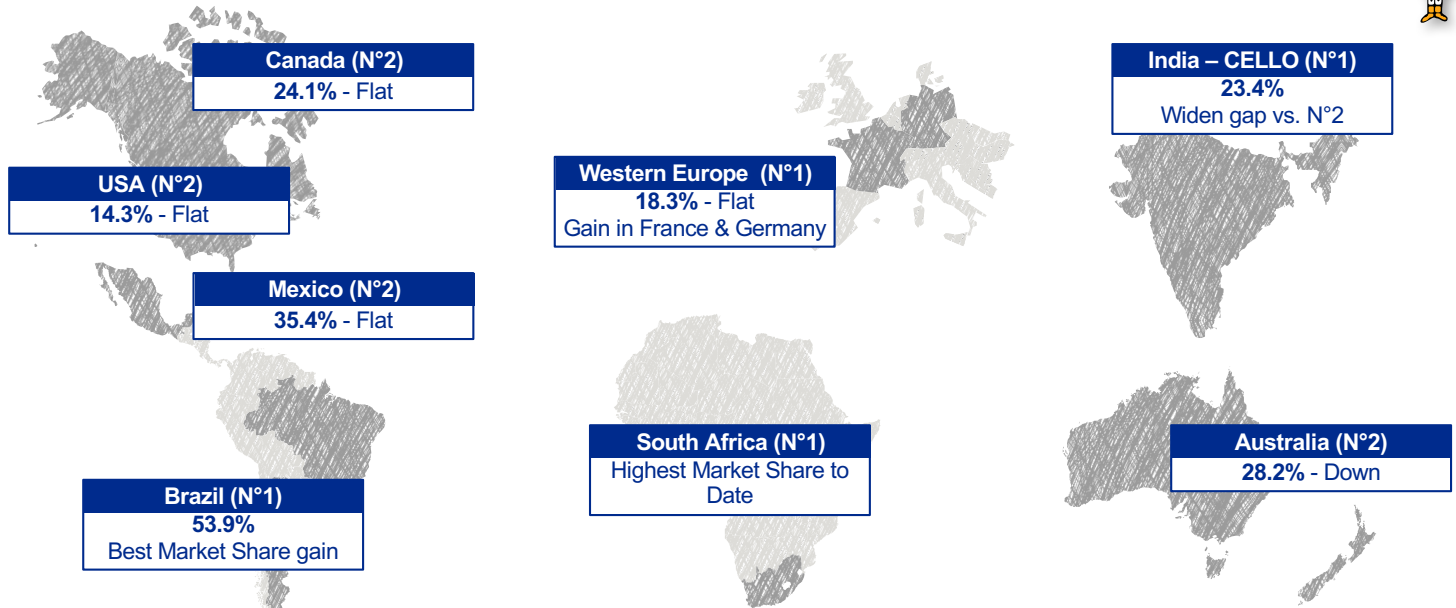 Canada (N°2)
24.1% - Flat
USA (N°2)
14.3% - Flat
Mexico (N°2)
35.4% - Flat
Brazil (N°1)
53.9%
Best Market Share gain
Western Europe (N°1)
18.3% - Flat
Gain in France & Germany
South Africa (N°1)
Highest Market Share to
Date
India – CELLO (N°1)
23.4%
Widen gap vs. N°2
Australia (N°2)
28.2% - Down